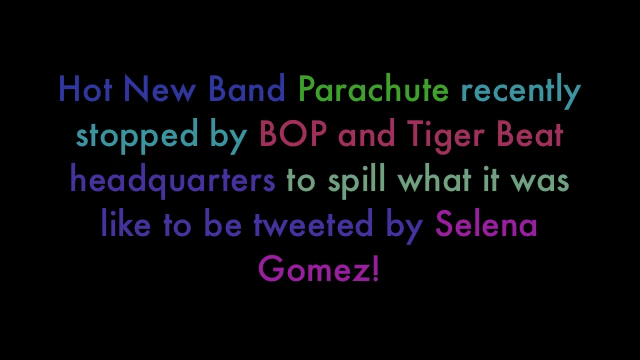 Hot New Band Parachute recently
stopped by BOP and Tiger Beat
headquarters to spill what it was
like to be tweeted by Selena
Gomez!